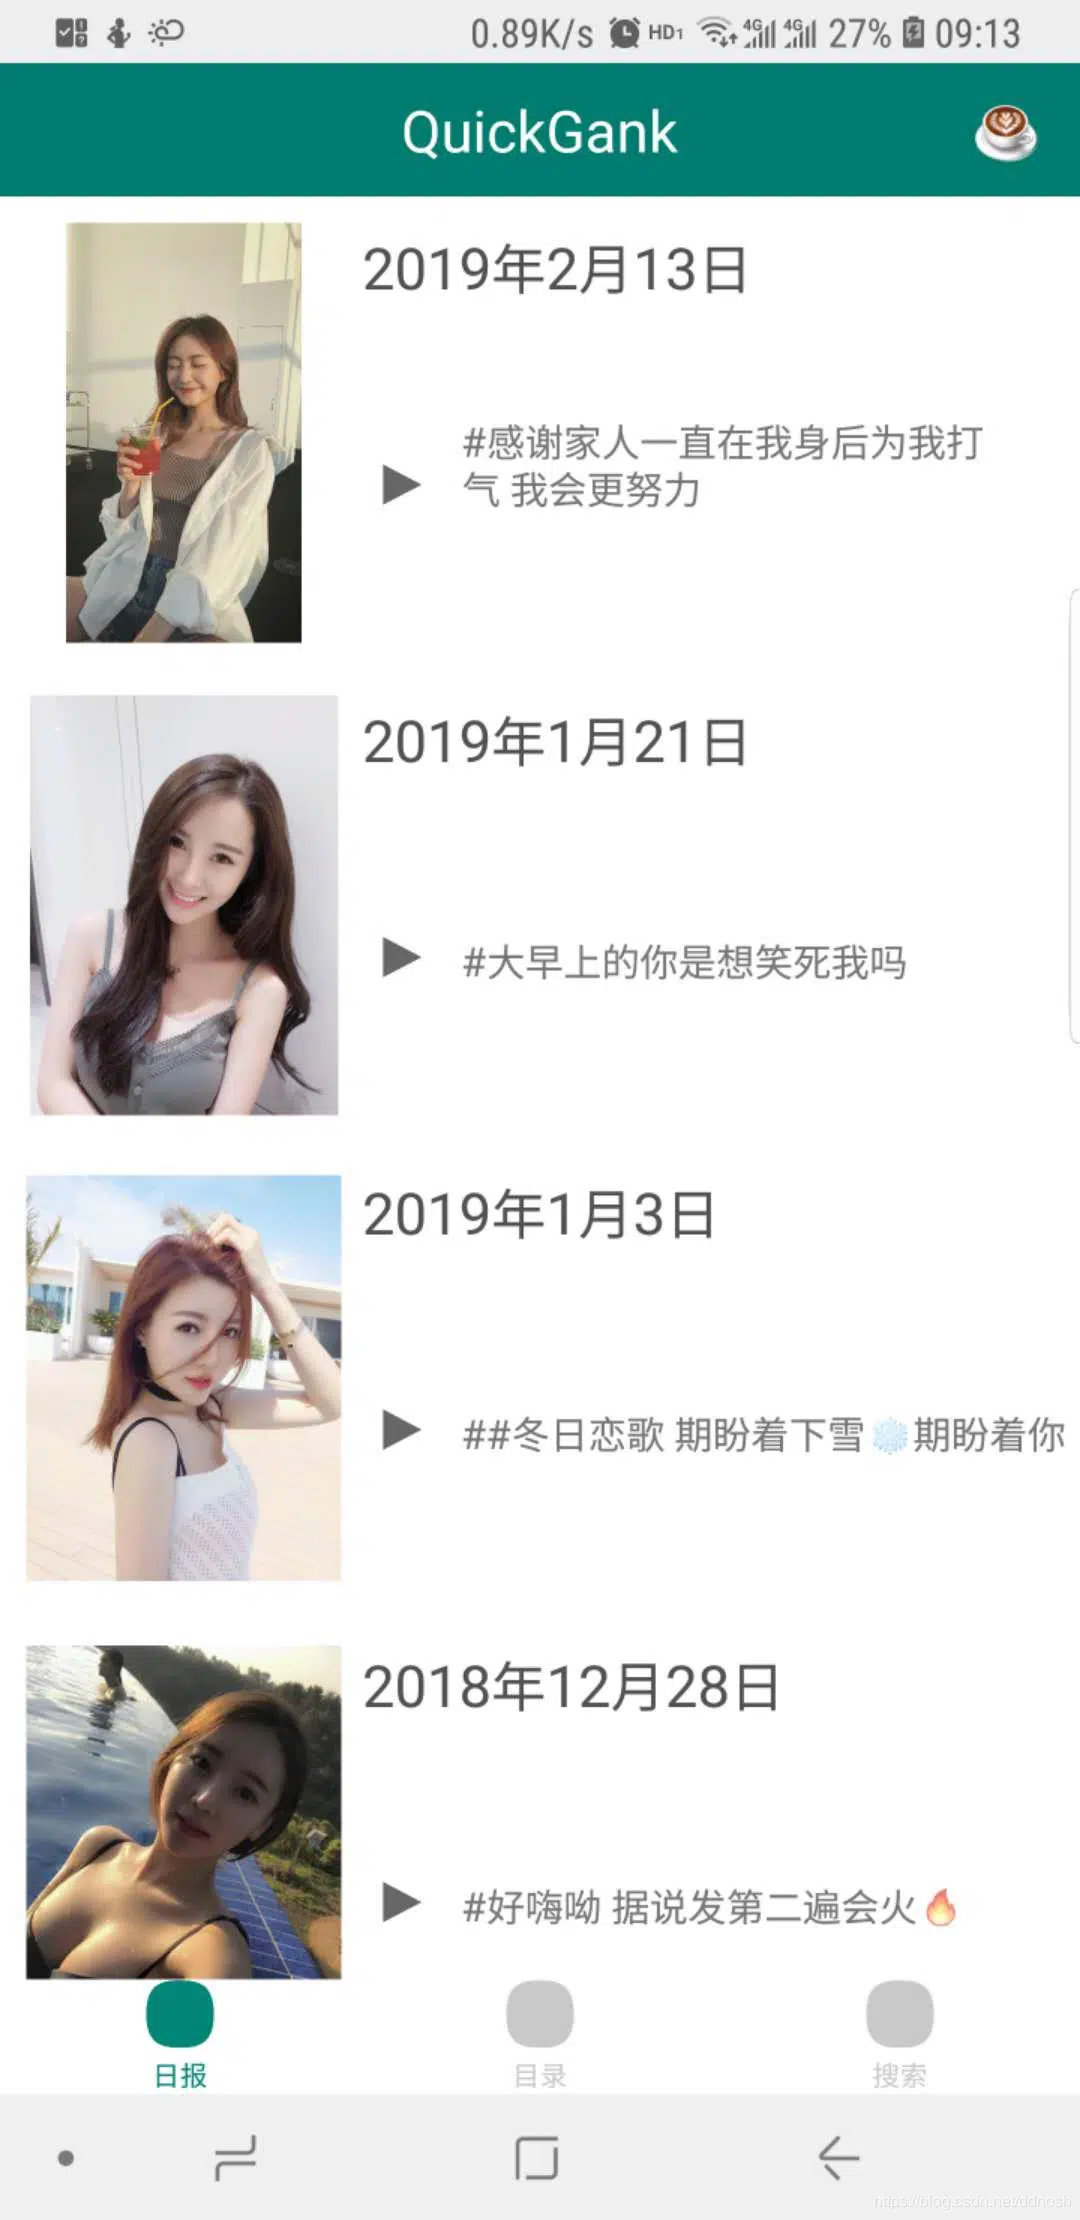 0.89K/s HD1 4G 4G 27% 09:13
QuickGank
2019年2月13日
#感谢家人一直在我身后为我打
气 我会更努力
2019年1月21日
#大早上的你是想笑死我吗
2019年1月3日
##冬日恋歌 期盼着下雪❄️期盼着你
2018年12月28日
#好嗨呦 据说发第二遍会火🔥
日报
目录
搜索
https://blog.csdn.net/ddnosh